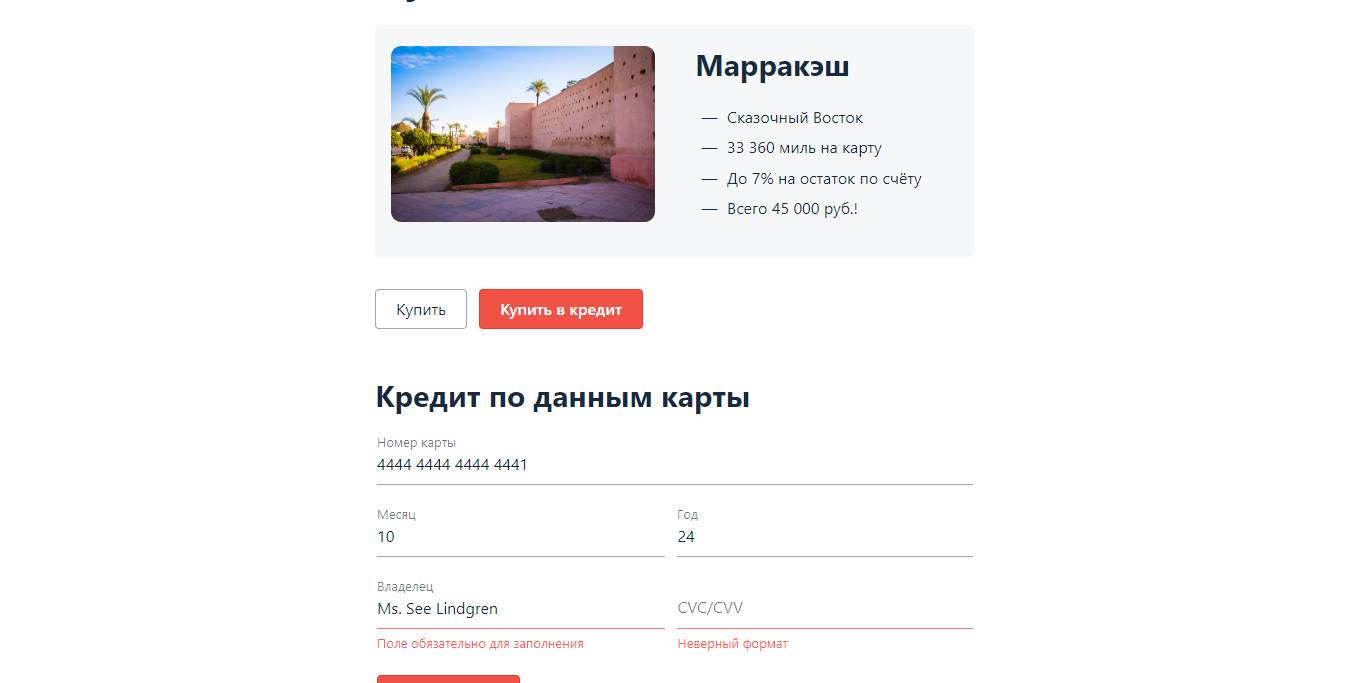 Марракэш
— Сказочный Восток
— 33 360 миль на карту
— До 7% на остаток по счёту
— Всего 45 000 руб.!
Купить Купить в кредит
Кредит по данным карты
Номер карты
4444 4444 4444 4441
Месяц Год
10 24
Владелец
Ms. See Lindgren CVC/CVV
Поле обязательно для заполнения Неверный формат